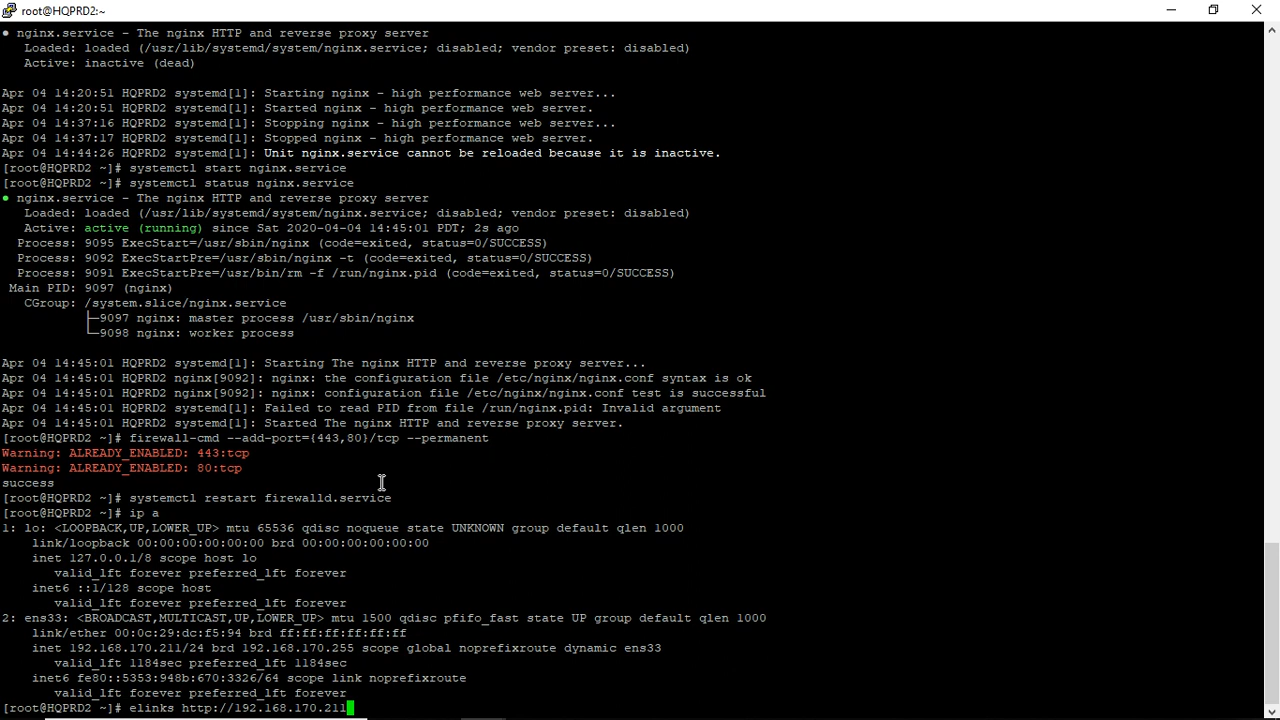 root@HQPRD2:~
● nginx.service - The nginx HTTP and reverse proxy server
Loaded: loaded (/usr/lib/systemd/system/nginx.service; disabled; vendor preset: disabled)
Active: inactive (dead)
Apr 04 14:20:51 HQPRD2 systemd[1]: Starting nginx - high performance web server...
Apr 04 14:20:51 HQPRD2 systemd[1]: Started nginx - high performance web server.
Apr 04 14:37:16 HQPRD2 systemd[1]: Stopping nginx - high performance web server...
Apr 04 14:37:17 HQPRD2 systemd[1]: Stopped nginx - high performance web server.
Apr 04 14:44:26 HQPRD2 systemd[1]: Unit nginx.service cannot be reloaded because it is inactive.
[root@HQPRD2 ~]# systemctl start nginx.service
[root@HQPRD2 ~]# systemctl status nginx.service
● nginx.service - The nginx HTTP and reverse proxy server
Loaded: loaded (/usr/lib/systemd/system/nginx.service; disabled; vendor preset: disabled)
Active: active (running) since Sat 2020-04-04 14:45:01 PDT; 2s ago
Process: 9095 ExecStart=/usr/sbin/nginx (code=exited, status=0/SUCCESS)
Process: 9092 ExecStartPre=/usr/sbin/nginx -t (code=exited, status=0/SUCCESS)
Process: 9091 ExecStartPre=/usr/bin/rm -f /run/nginx.pid (code=exited, status=0/SUCCESS)
Main PID: 9097 (nginx)
CGroup: /system.slice/nginx.service
├─9097 nginx: master process /usr/sbin/nginx
└─9098 nginx: worker process
Apr 04 14:45:01 HQPRD2 systemd[1]: Starting The nginx HTTP and reverse proxy server...
Apr 04 14:45:01 HQPRD2 nginx[9092]: nginx: the configuration file /etc/nginx/nginx.conf syntax is ok
Apr 04 14:45:01 HQPRD2 nginx[9092]: nginx: configuration file /etc/nginx/nginx.conf test is successful
Apr 04 14:45:01 HQPRD2 systemd[1]: Failed to read PID from file /run/nginx.pid: Invalid argument
Apr 04 14:45:01 HQPRD2 systemd[1]: Started The nginx HTTP and reverse proxy server.
[root@HQPRD2 ~]# firewall-cmd --add-port={443,80}/tcp --permanent
Warning: ALREADY_ENABLED: 443:tcp
Warning: ALREADY_ENABLED: 80:tcp
success
[root@HQPRD2 ~]# systemctl restart firewalld.service
[root@HQPRD2 ~]# ip a
1: lo: <LOOPBACK,UP,LOWER_UP> mtu 65536 qdisc noqueue state UNKNOWN group default qlen 1000
link/loopback 00:00:00:00:00:00 brd 00:00:00:00:00:00
inet 127.0.0.1/8 scope host lo
valid_lft forever preferred_lft forever
inet6 ::1/128 scope host
valid_lft forever preferred_lft forever
2: ens33: <BROADCAST,MULTICAST,UP,LOWER_UP> mtu 1500 qdisc pfifo_fast state UP group default qlen 1000
link/ether 00:0c:29:dc:f5:94 brd ff:ff:ff:ff:ff:ff
inet 192.168.170.211/24 brd 192.168.170.255 scope global noprefixroute dynamic ens33
valid_lft 1184sec preferred_lft 1184sec
inet6 fe80::5353:948b:670:3326/64 scope link noprefixroute
valid_lft forever preferred_lft forever
[root@HQPRD2 ~]# elinks http://192.168.170.211